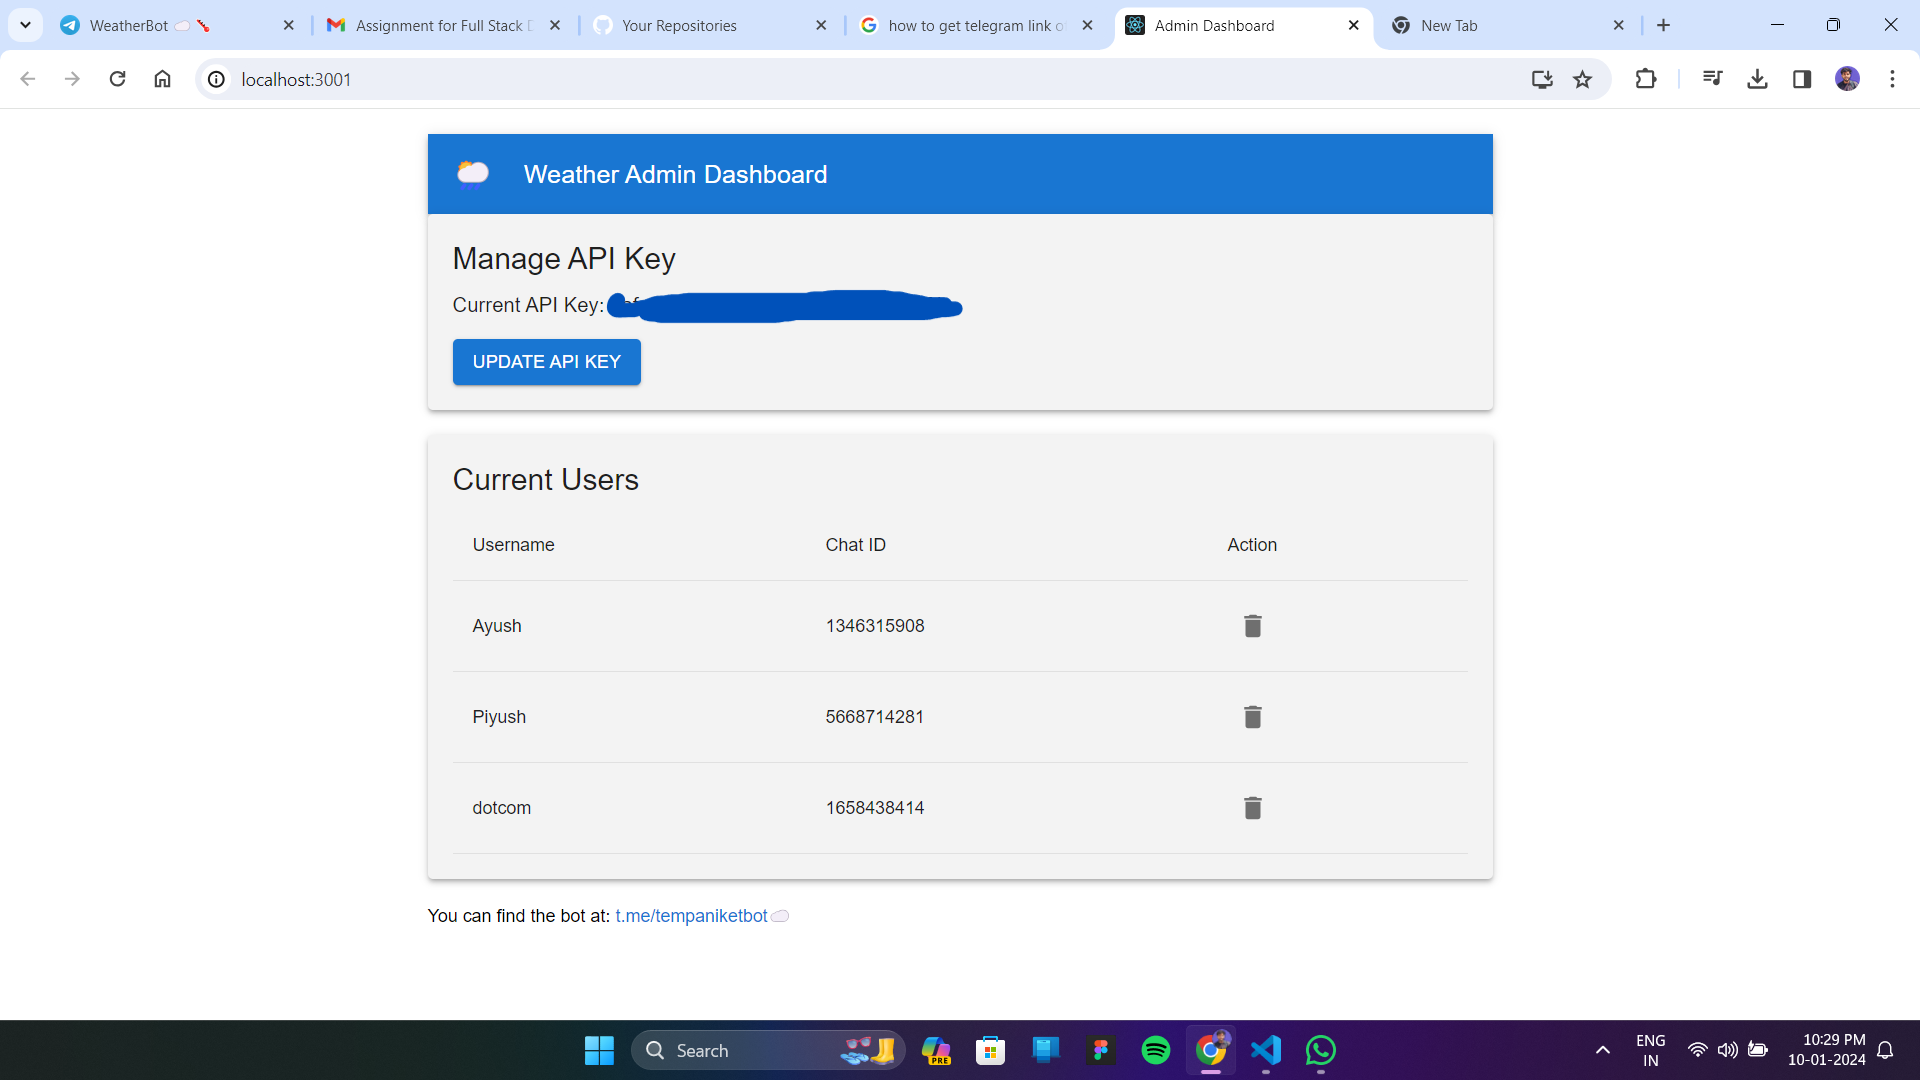 WeatherBot
Assignment for Full Stack D
Your Repositories
how to get telegram link o
Admin Dashboard
New Tab
localhost:3001
Weather Admin Dashboard
Manage API Key
Current API Key:
UPDATE API KEY
Current Users
Username Chat ID Action
Ayush 1346315908
Piyush 5668714281
dotcom 1658438414
You can find the bot at: t.me/tempaniketbot
Search
PRE
ENG
IN
10:29 PM
10-01-2024